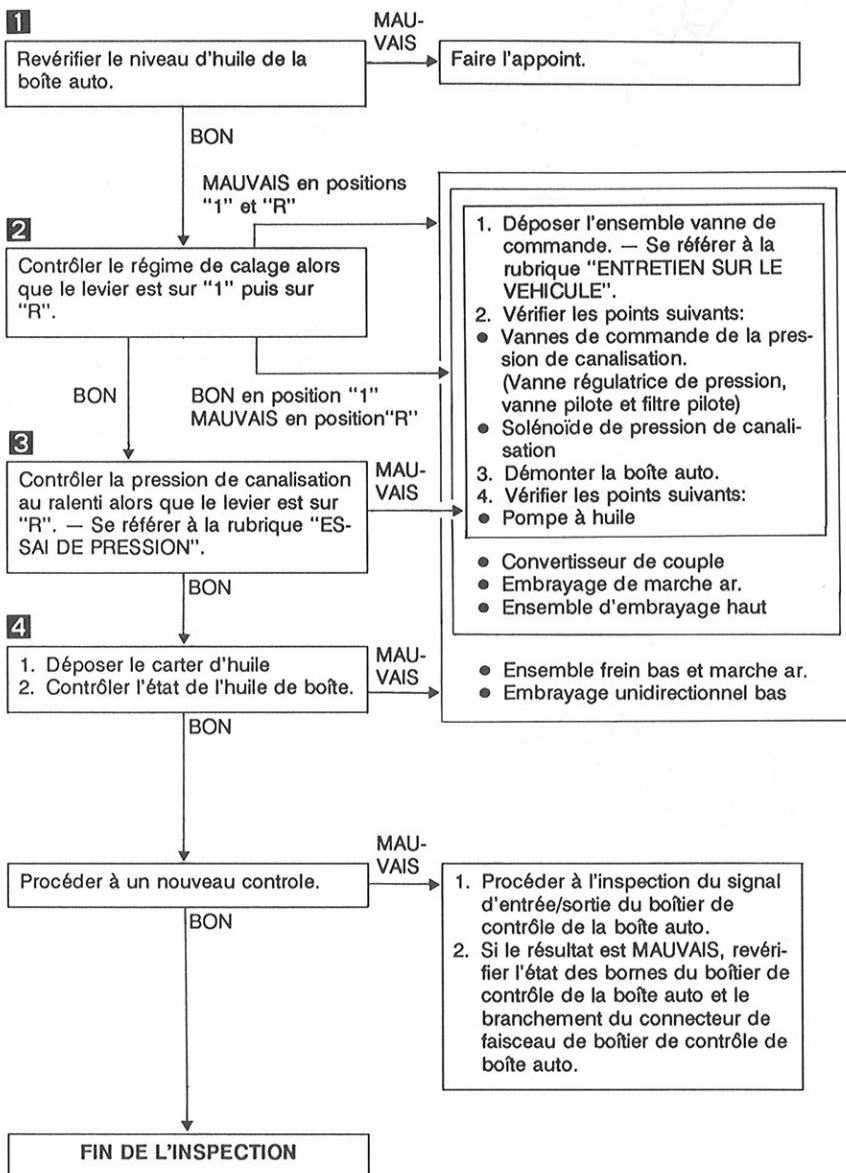 1
Revérifier le niveau d'huile de la
boîte auto.
MAU-
VAIS
Faire l'appoint.
BON
MAUVAIS en positions
"1" et "R"
2
Contrôler le régime de calage alors
que le levier est sur "1" puis sur
"R".
BON
BON en position "1"
MAUVAIS en position"R"
3
Contrôler la pression de canalisation
au ralenti alors que le levier est sur
"R". — Se référer à la rubrique "ES-
SAI DE PRESSION".
MAU-
VAIS
BON
1. Déposer l'ensemble vanne de
commande. — Se référer à la
rubrique "ENTRETIEN SUR LE
VEHICULE".
2. Vérifier les points suivants:
● Vannes de commande de la pres-
sion de canalisation.
(Vanne régulatrice de pression,
vanne pilote et filtre pilote)
● Solénoïde de pression de canali-
sation
3. Démonter la boîte auto.
4. Vérifier les points suivants:
● Pompe à huile
● Convertisseur de couple
● Embrayage de marche ar.
● Ensemble d'embrayage haut
● Ensemble frein bas et marche ar.
● Embrayage unidirectionnel bas
4
1. Déposer le carter d'huile
2. Contrôler l'état de l'huile de boîte.
MAU-
VAIS
BON
Procéder à un nouveau controle.
MAU-
VAIS
BON
1. Procéder à l'inspection du signal
d'entrée/sortie du boîtier de
contrôle de la boîte auto.
2. Si le résultat est MAUVAIS, revéri-
fier l'état des bornes du boîtier de
contrôle de la boîte auto et le
branchement du connecteur de
faisceau de boîtier de contrôle de
boîte auto.
FIN DE L'INSPECTION